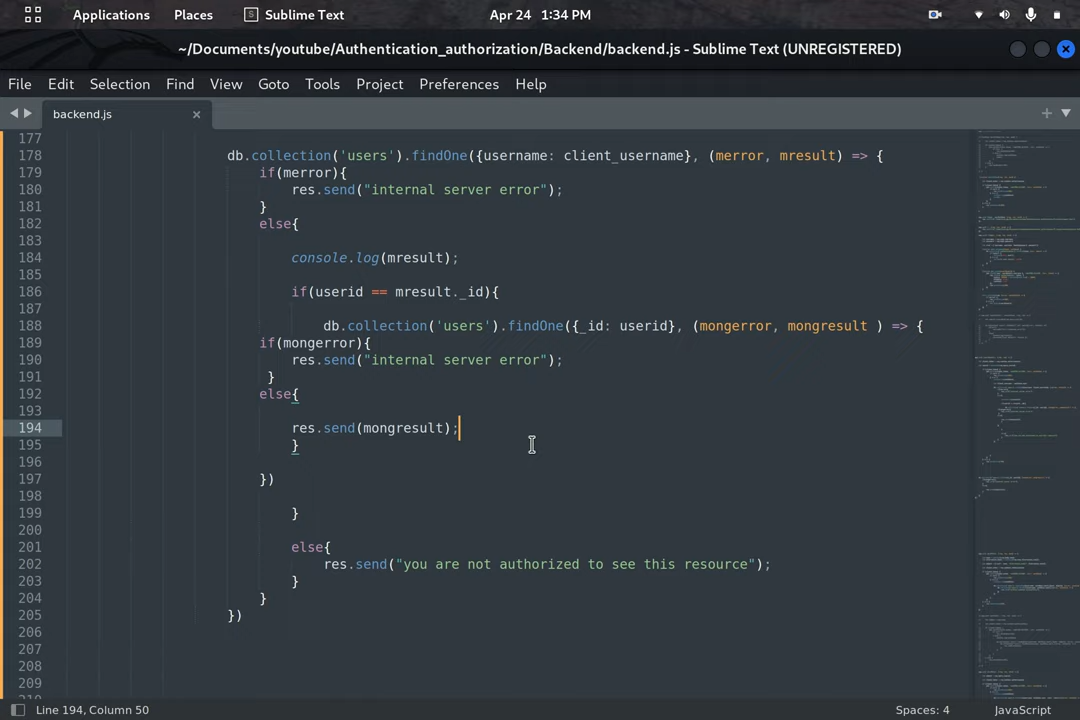 Applications Places Sublime Text Apr 24 1:34 PM
~/Documents/youtube/Authentication_authorization/Backend/backend.js - Sublime Text (UNREGISTERED)
File Edit Selection Find View Goto Tools Project Preferences Help
backend.js
177
178 db.collection('users').findOne({username: client_username}, (merror, mresult) => {
179 if(merror){
180 res.send("internal server error");
181 }
182 else{
183
184 console.log(mresult);
185
186 if(userid == mresult._id){
187
188 db.collection('users').findOne({_id: userid}, (mongerror, mongresult ) => {
189 if(mongerror){
190 res.send("internal server error");
191 }
192 else{
193
194 res.send(mongresult);
195 }
196
197 })
198
199 }
200
201 else{
202 res.send("you are not authorized to see this resource");
203 }
204 }
205 })
206
207
208
209
Line 194, Column 50 Spaces: 4 JavaScript